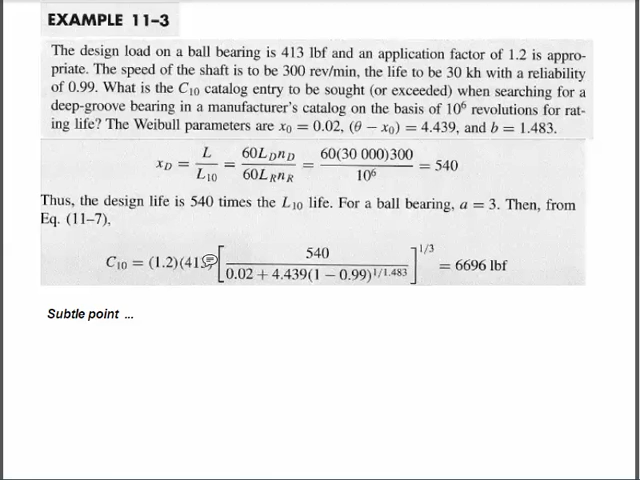 EXAMPLE 11–3
The design load on a ball bearing is 413 lbf and an application factor of 1.2 is appro-
priate. The speed of the shaft is to be 300 rev/min, the life to be 30 kh with a reliability
of 0.99. What is the C10 catalog entry to be sought (or exceeded) when searching for a
deep-groove bearing in a manufacturer's catalog on the basis of 10⁶ revolutions for rat-
ing life? The Weibull parameters are x0 = 0.02, (θ − x0) = 4.439, and b = 1.483.
xD = L/L10 = 60LDnD/60LRnR = 60(30 000)300/10⁶ = 540
Thus, the design life is 540 times the L10 life. For a ball bearing, a = 3. Then, from
Eq. (11–7),
C10 = (1.2)(413) [540/0.02 + 4.439(1 − 0.99)^1/1.483]^1/3 = 6696 lbf
Subtle point ...